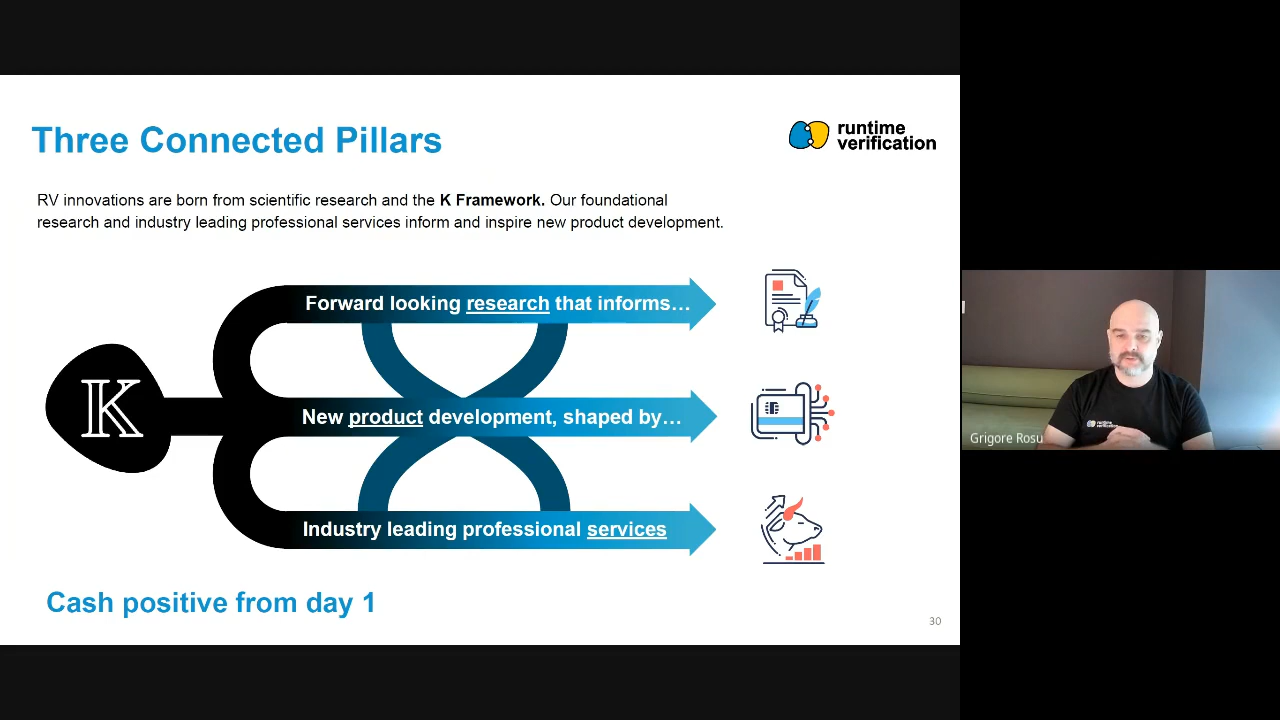 Three Connected Pillars
runtime
verification
RV innovations are born from scientific research and the K Framework. Our foundational
research and industry leading professional services inform and inspire new product development.
Forward looking research that informs…
K
New product development, shaped by…
Industry leading professional services
Cash positive from day 1
30
Grigore Rosu
runtime
verification